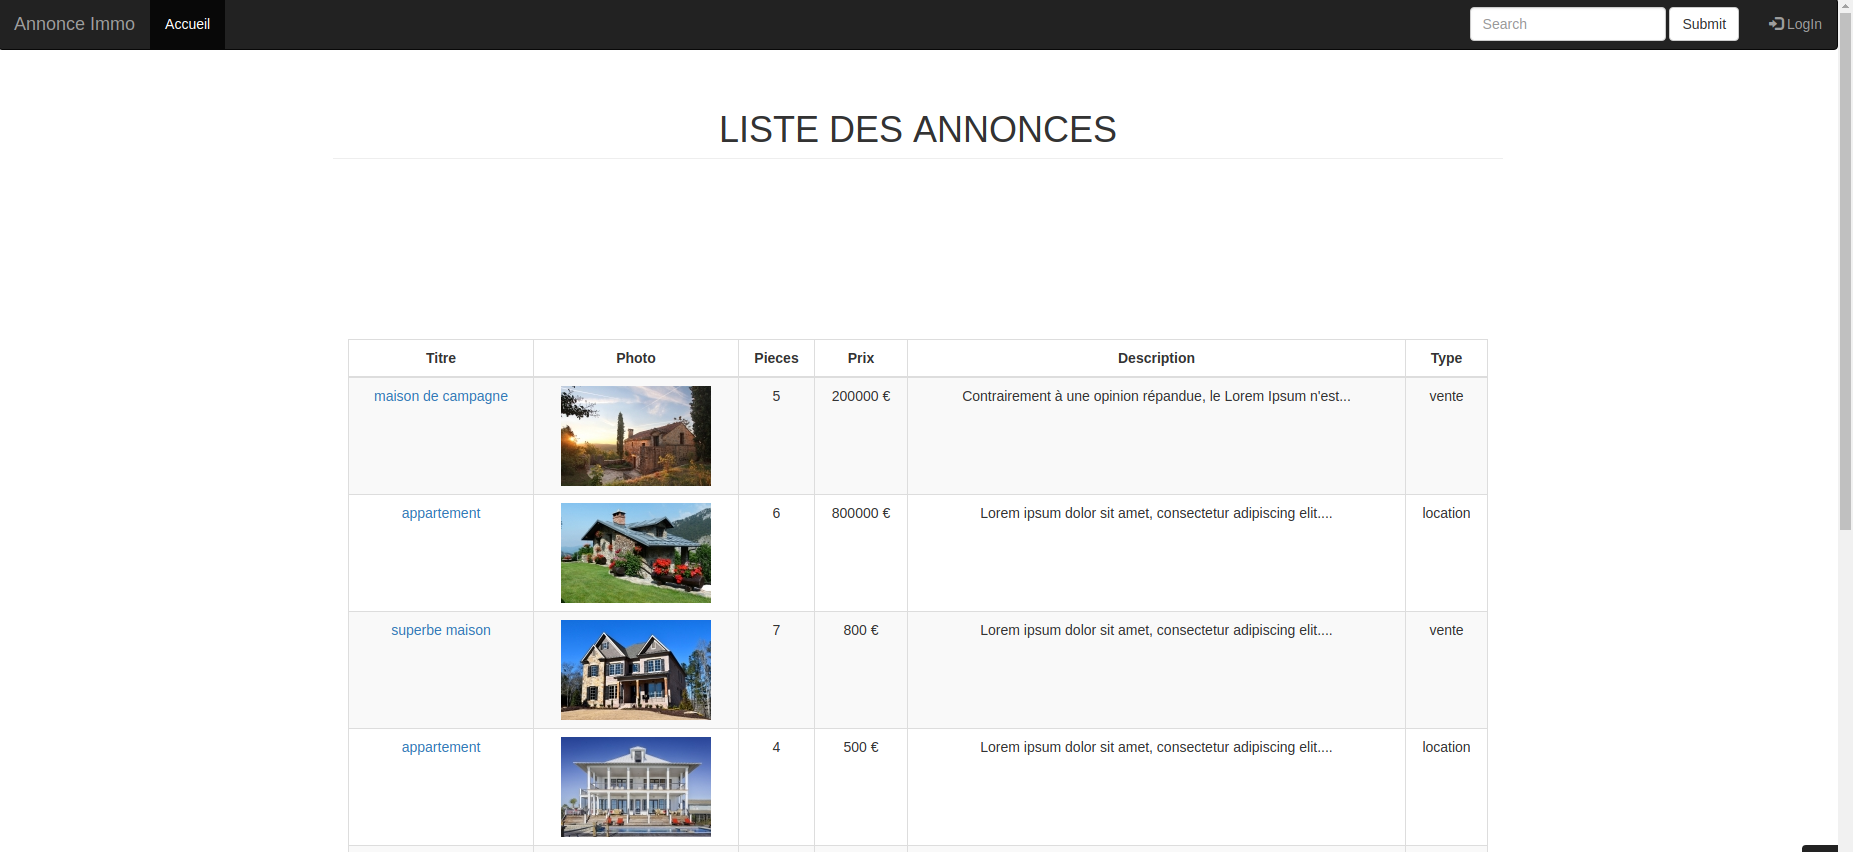 Annonce Immo Accueil Search Submit LogIn
LISTE DES ANNONCES
Titre Photo Pieces Prix Description Type
maison de campagne 5 200000 € Contrairement à une opinion répandue, le Lorem Ipsum n'est... vente
appartement 6 800000 € Lorem ipsum dolor sit amet, consectetur adipiscing elit.... location
superbe maison 7 800 € Lorem ipsum dolor sit amet, consectetur adipiscing elit.... vente
appartement 4 500 € Lorem ipsum dolor sit amet, consectetur adipiscing elit.... location